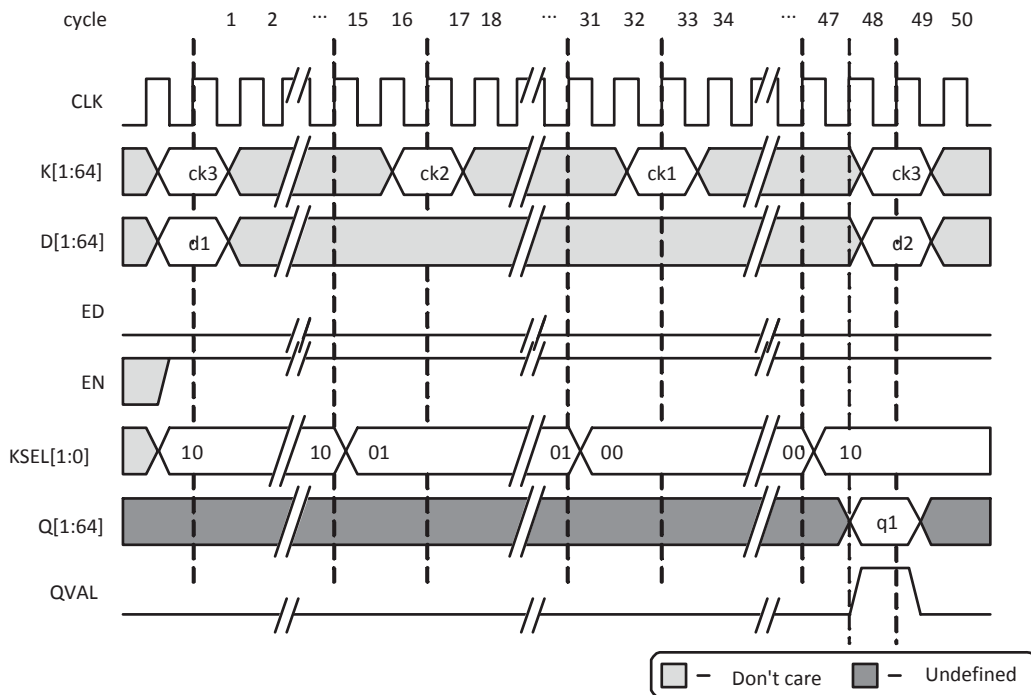 cycle 1 2 ... 15 16 17 18 ... 31 32 33 34 ... 47 48 49 50
CLK
K[1:64] ck3 ck2 ck1 ck3
D[1:64] d1 d2
ED
EN
KSEL[1:0] 10 10 01 01 00 00 10
Q[1:64] q1
QVAL
– Don't care – Undefined